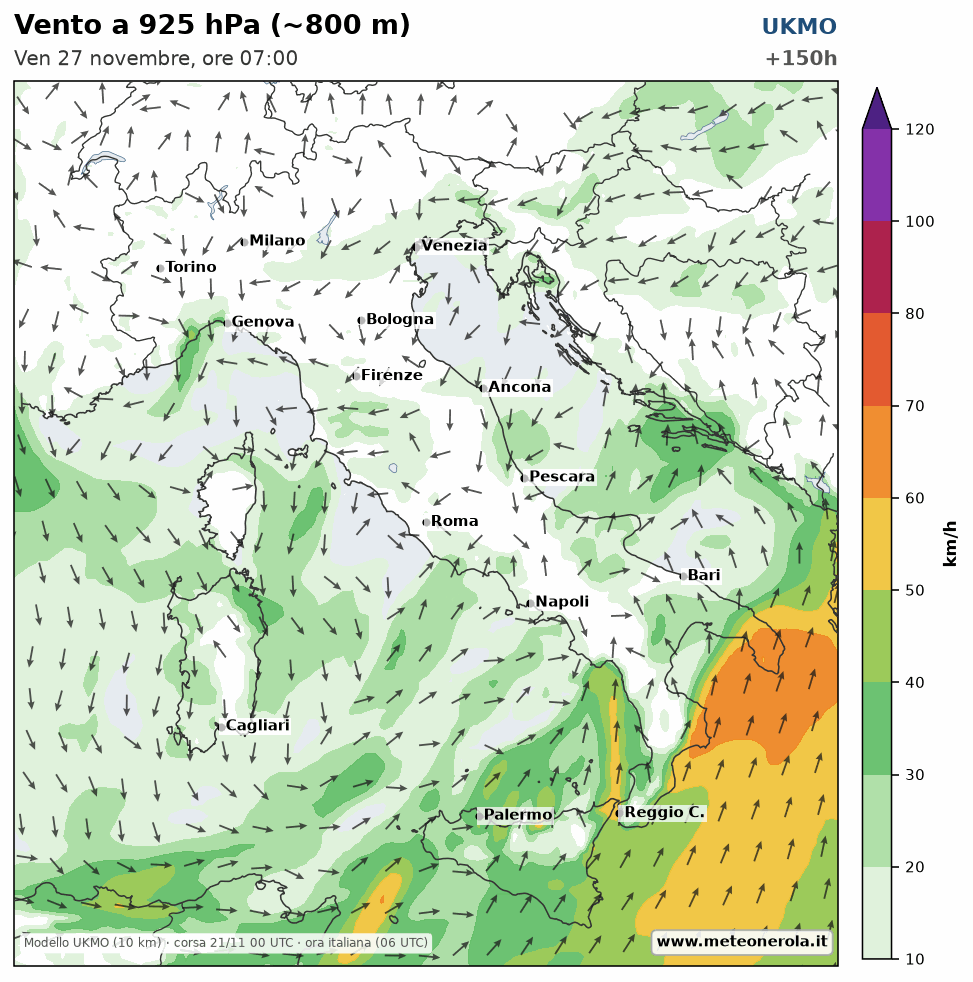 Vento a 925 hPa (~800 m)
UKMO
Ven 27 novembre, ore 07:00
+150h
Milano
Venezia
Torino
Genova
Bologna
Firenze
Ancona
Pescara
Roma
Bari
Napoli
Cagliari
Palermo
Reggio C.
120
100
80
70
60
50
40
30
20
10
km/h
Modello UKMO (10 km) · corsa 21/11 00 UTC · ora italiana (06 UTC)
www.meteonerola.it